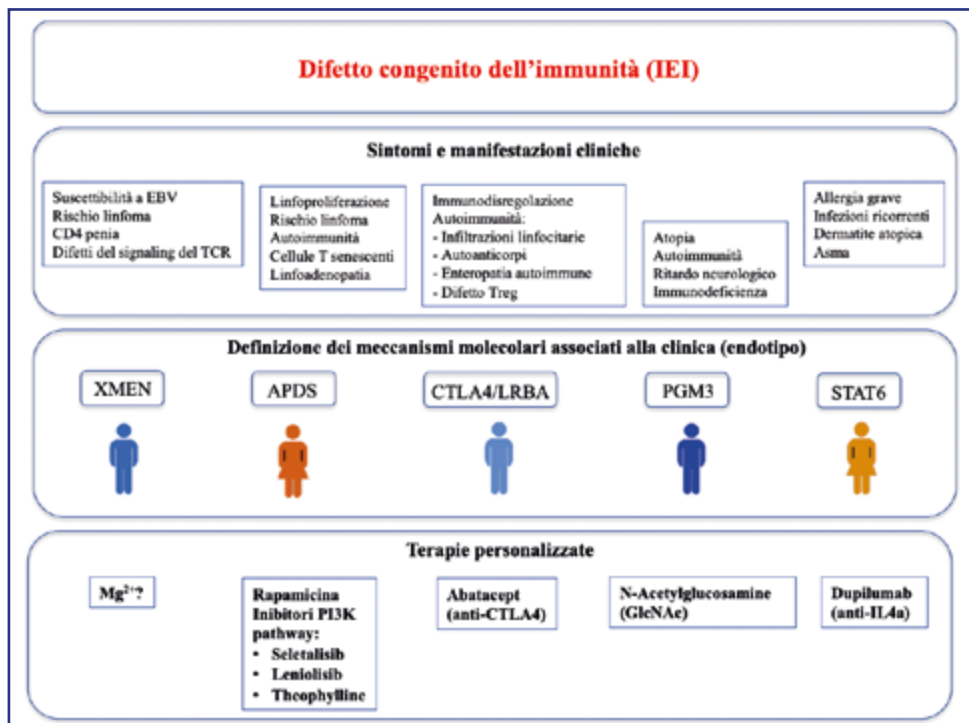 Difetto congenito dell'immunità (IEI)
Sintomi e manifestazioni cliniche
Suscettibilità a EBV
Rischio linfoma
CD4 penia
Difetti del signaling del TCR
Linfoproliferazione
Rischio linfoma
Autoimmunità
Cellule T senescenti
Linfoadenopatia
Immunodisregolazione
Autoimmunità:
- Infiltrazioni linfocitarie
- Autoanticorpi
- Enteropatia autoimmune
- Difetto Treg
Atopia
Autoimmunità
Ritardo neurologico
Immunodeficienza
Allergia grave
Infezioni ricorrenti
Dermatite atopica
Asma
Definizione dei meccanismi molecolari associati alla clinica (endotipo)
XMEN
APDS
CTLA4/LRBA
PGM3
STAT6
Terapie personalizzate
Mg²⁺?
Rapamicina
Inibitori PI3K
pathway:
• Seletalisib
• Leniolisib
• Theophylline
Abatacept
(anti-CTLA4)
N-Acetylglucosamine
(GlcNAc)
Dupilumab
(anti-IL4a)